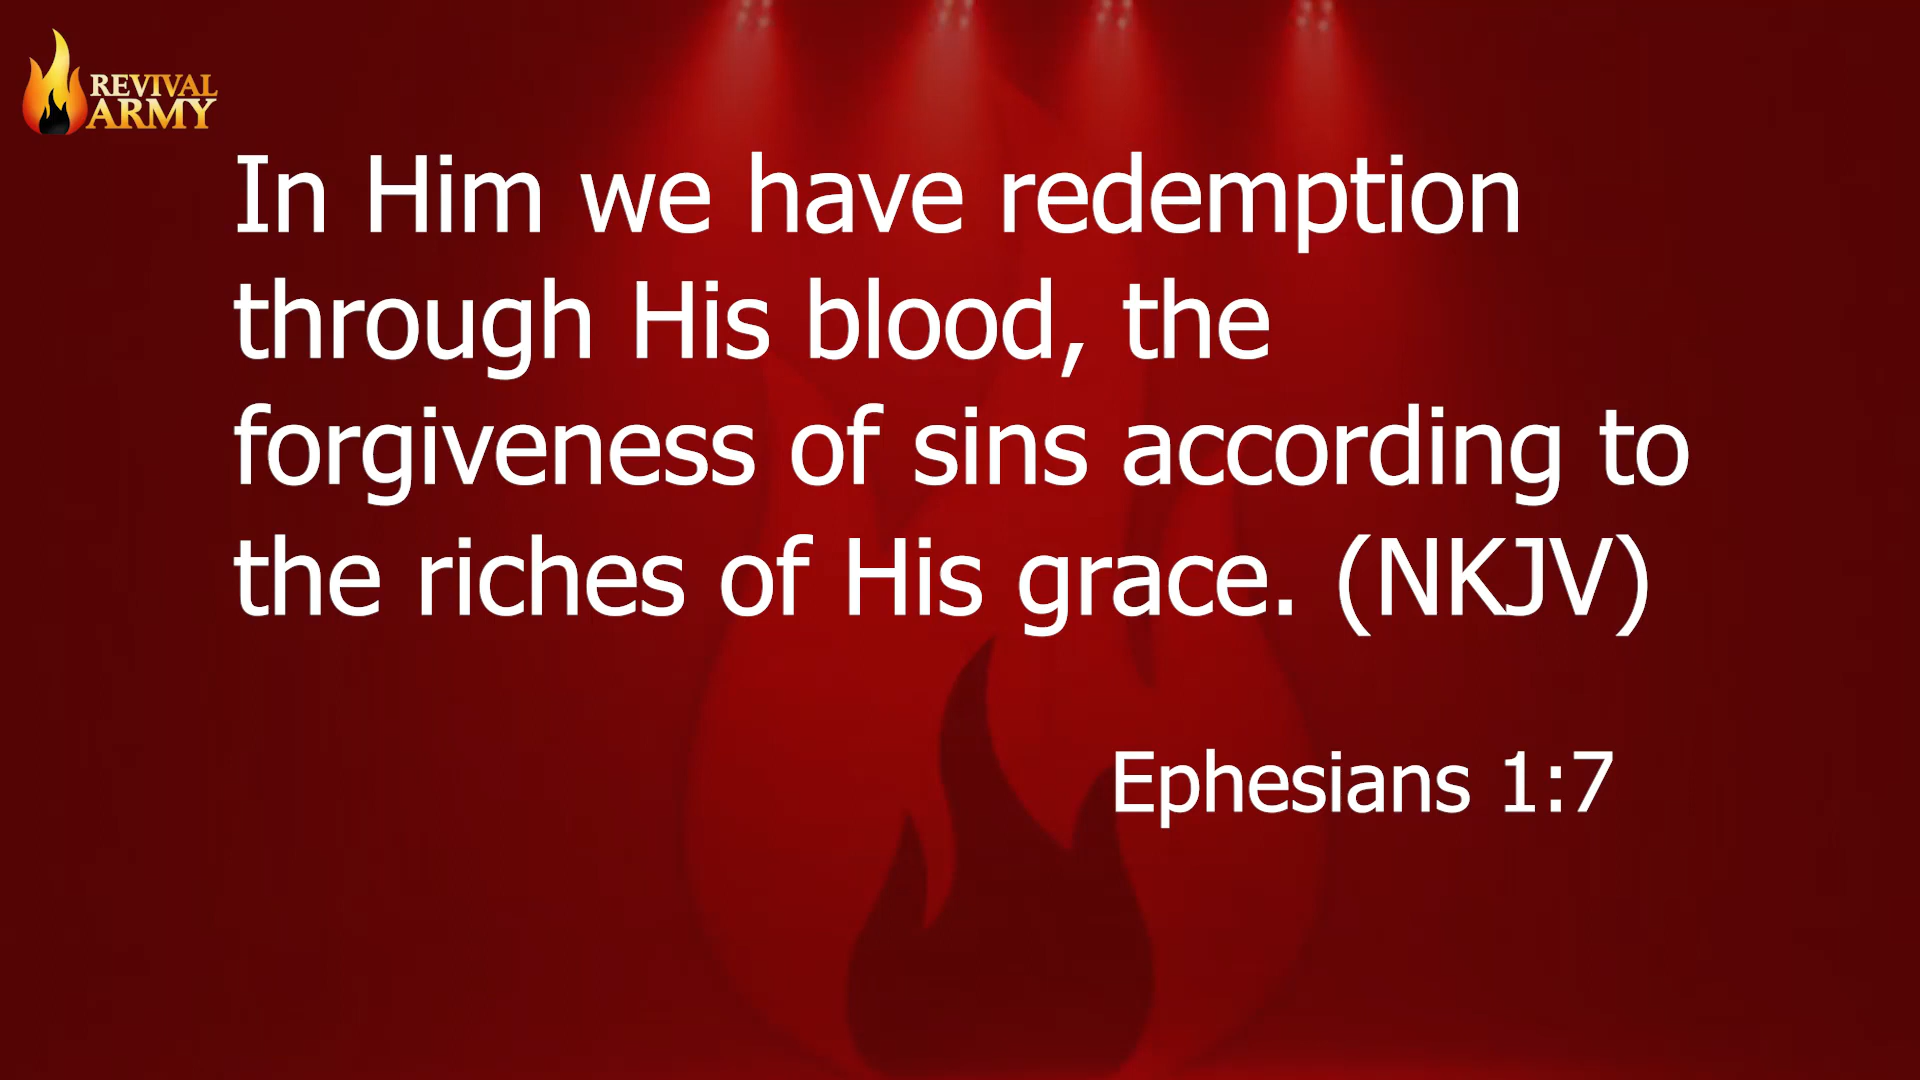 REVIVAL
ARMY
In Him we have redemption
through His blood, the
forgiveness of sins according to
the riches of His grace. (NKJV)
Ephesians 1:7